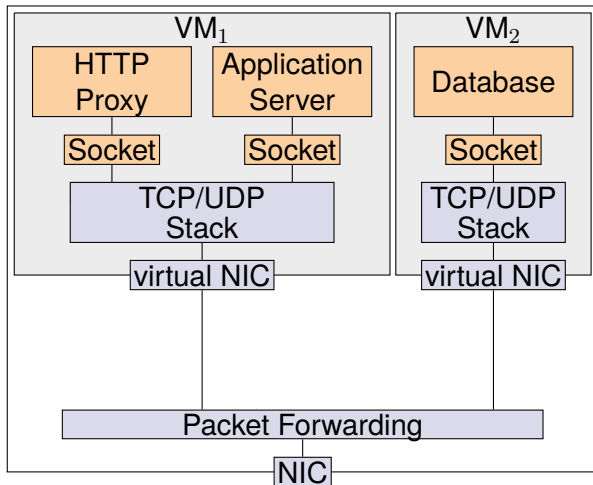 VM₁
VM₂
HTTP
Proxy
Application
Server
Database
Socket
Socket
Socket
TCP/UDP
Stack
TCP/UDP
Stack
virtual NIC
virtual NIC
Packet Forwarding
NIC